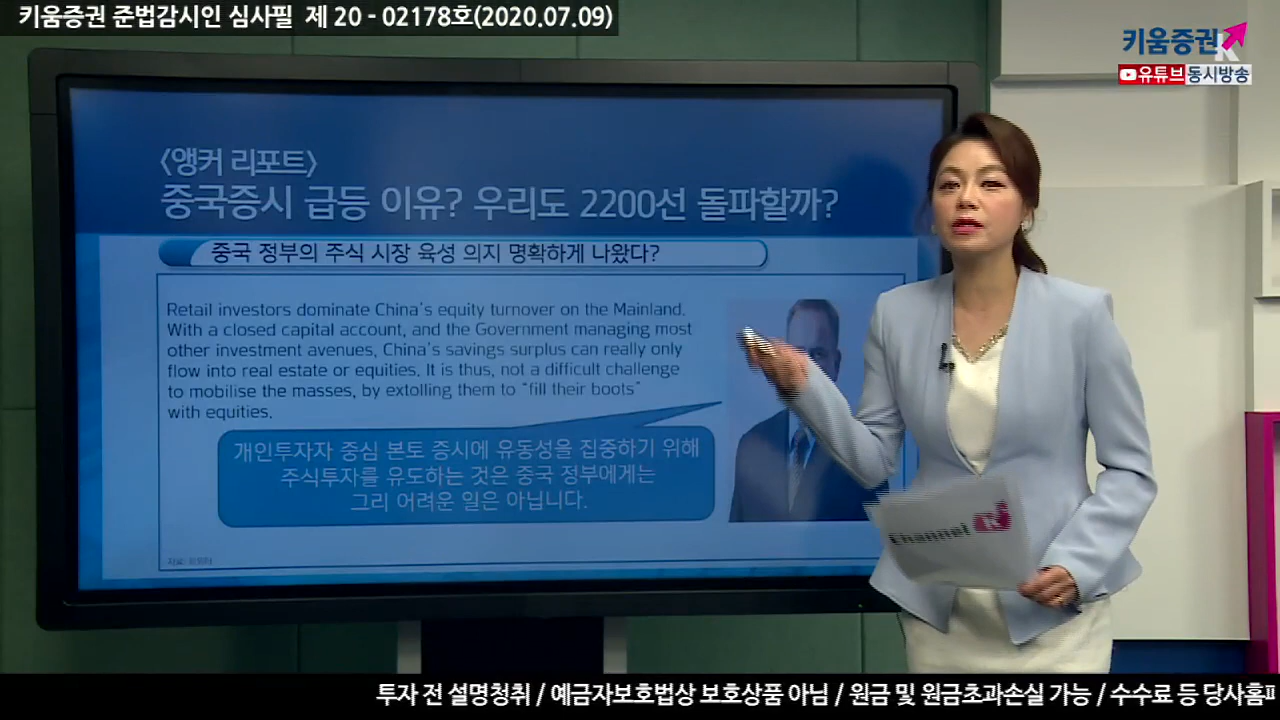 키움증권 준법감시인 심사필 제 20 - 02178호(2020.07.09)
키움증권
K
유튜브동시방송
<앵커 리포트>
중국증시 급등 이유? 우리도 2200선 돌파할까?
중국 정부의 주식 시장 육성 의지 명확하게 나왔다?
Retail investors dominate China's equity turnover on the Mainland.
With a closed capital account, and the Government managing most
other investment avenues, China's savings surplus can really only
flow into real estate or equities. It is thus, not a difficult challenge
to mobilise the masses, by extolling them to "fill their boots"
with equities.
개인투자자 중심 본토 증시에 유동성을 집중하기 위해
주식투자를 유도하는 것은 중국 정부에게는
그리 어려운 일은 아닙니다.
Channel K
자료:
투자 전 설명청취 / 예금자보호법상 보호상품 아님 / 원금 및 원금초과손실 가능 / 수수료 등 당사홈